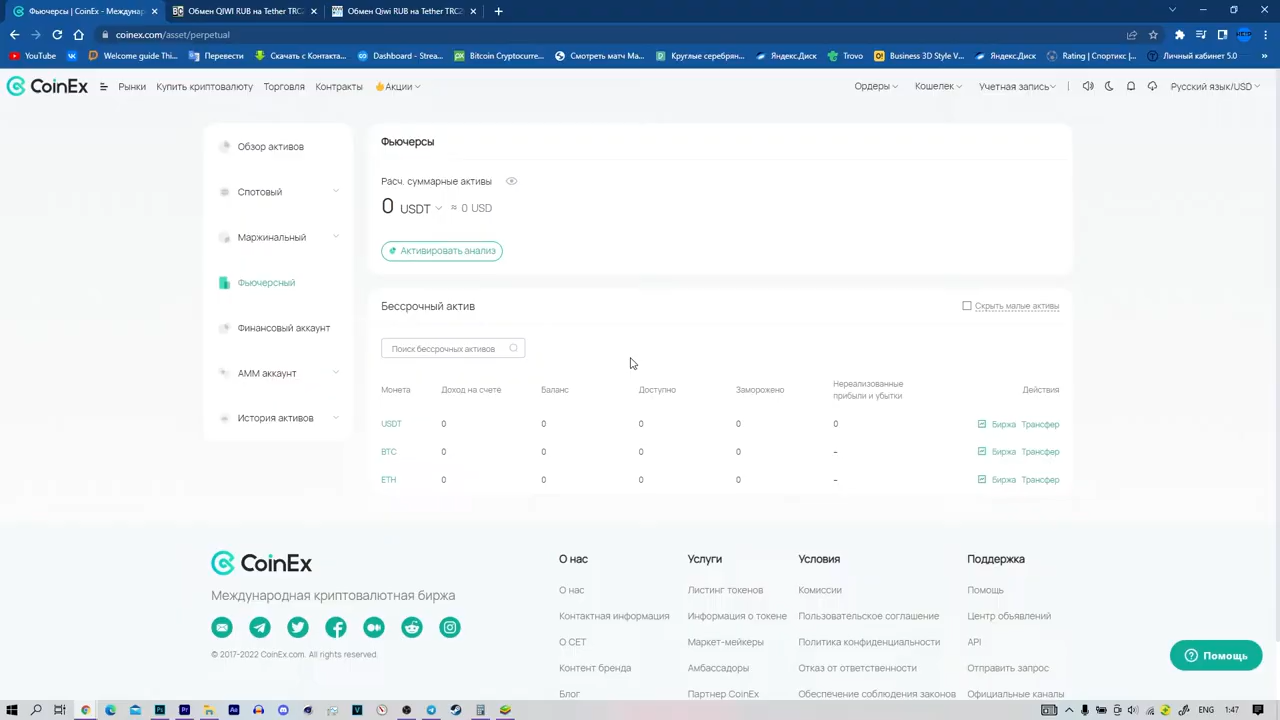 Фьючерсы | CoinEx - Междунаро
Обмен QIWI RUB на Tether TRC2
Обмен QIWI RUB на Tether TRC2
coinex.com/asset/perpetual
YouTube
Welcome guide Thi...
Перевести
Скачать с Контакта...
Dashboard - Strea...
Bitcoin Cryptocurre...
Круглые серебрян...
Смотреть матч Ма...
Яндекс.Диск
Trovo
Business 3D Style V...
Яндекс.Диск
Rating | Спортис | ...
Личный кабинет 5.0
CoinEx
Рынки
Купить криптовалюту
Торговля
Контракты
Акции
Ордеры
Кошелек
Учетная запись
Русский язык/USD
Обзор активов
Спотовый
Маржинальный
Фьючерсный
Финансовый аккаунт
АММ аккаунт
История активов
Фьючерсы
Расч. суммарные активы
0 USDT ≈ 0 USD
Активировать анализ
Бессрочный актив
Скрыть малые активы
Поиск бессрочных активов
Монета Доход на счете Баланс Доступно Заморожено Нереализованные прибыли и убытки Действия
USDT 0 0 0 0 0 Биржа Трансфер
BTC 0 0 0 0 – Биржа Трансфер
ETH 0 0 0 0 – Биржа Трансфер
CoinEx
Международная криптовалютная биржа
© 2017-2022 CoinEx.com. All rights reserved.
О нас
О нас
Контактная информация
О CET
Контент бренда
Блог
Услуги
Листинг токенов
Информация о токене
Маркет-мейкеры
Амбассадоры
Партнер CoinEx
Условия
Комиссии
Пользовательское соглашение
Политика конфиденциальности
Отказ от ответственности
Обеспечение соблюдения законов
Поддержка
Помощь
Центр объявлений
API
Отправить запрос
Официальные каналы
Помощь
ENG
1:47